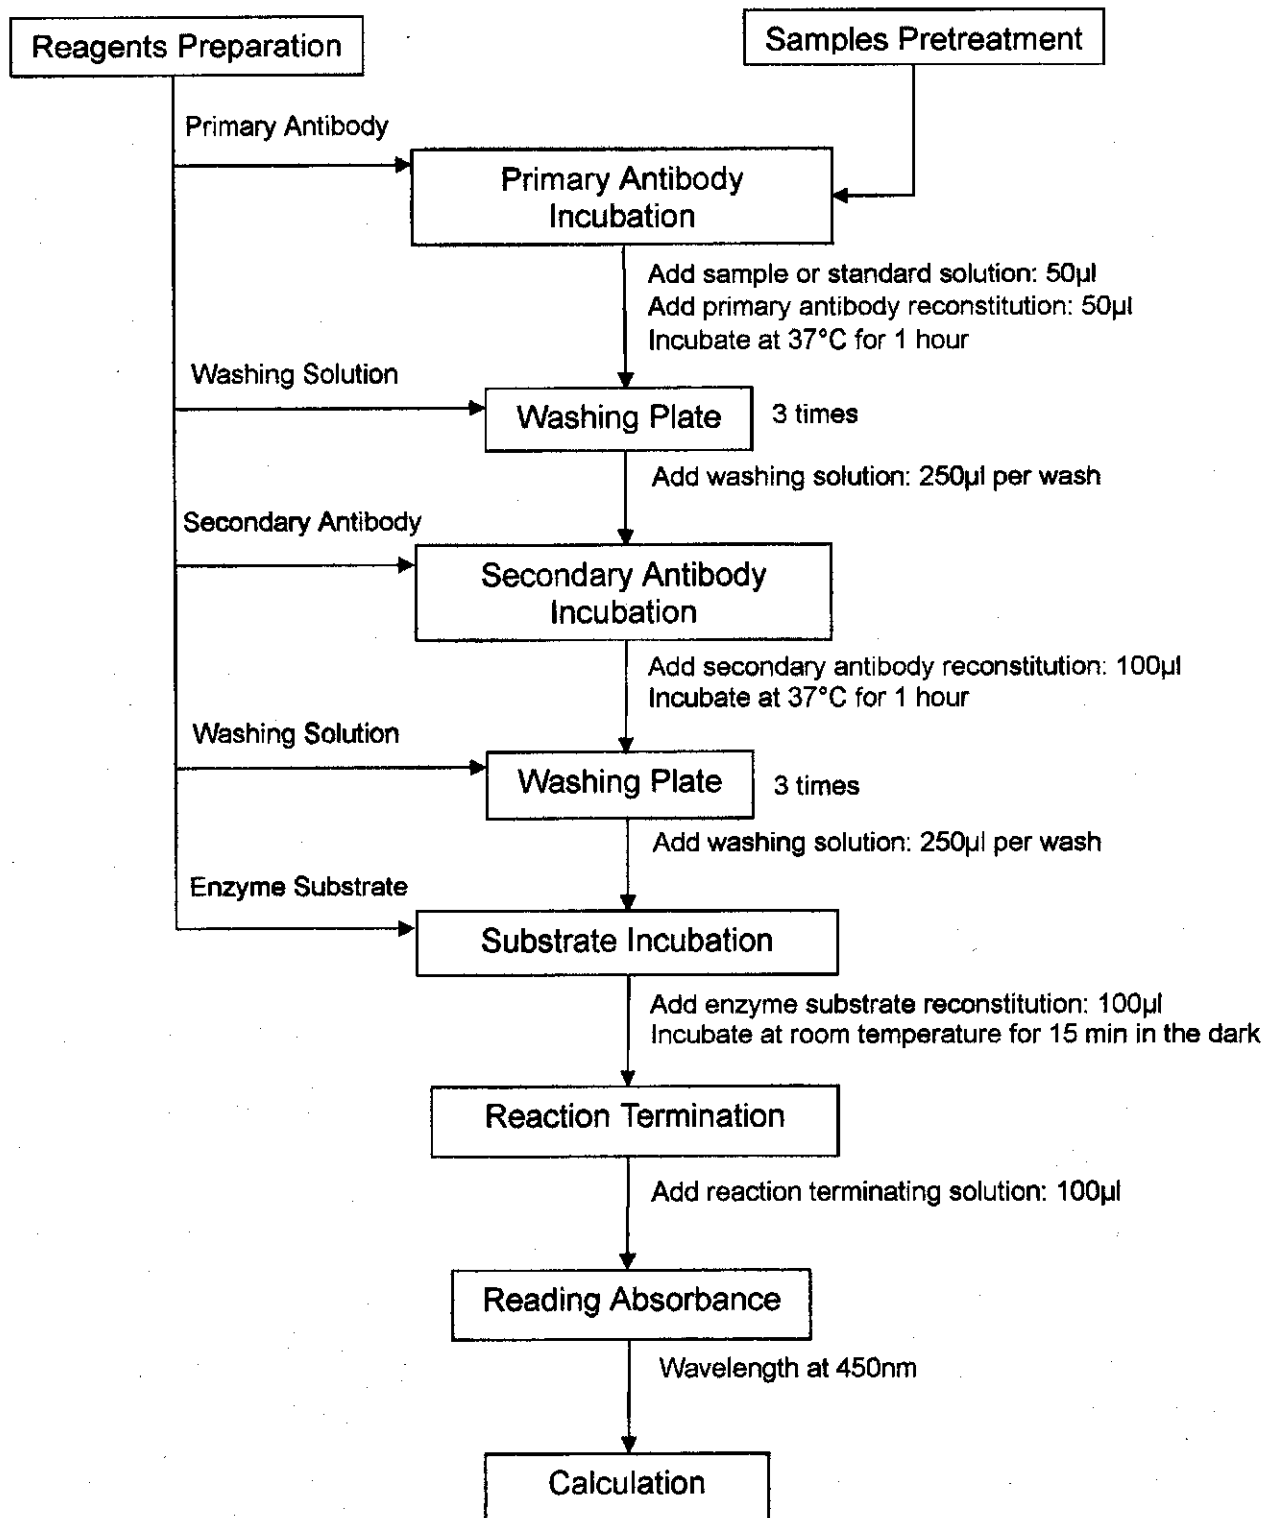 Reagents Preparation
Samples Pretreatment
Primary Antibody
Primary Antibody
Incubation
Add sample or standard solution: 50µl
Add primary antibody reconstitution: 50µl
Incubate at 37°C for 1 hour
Washing Solution
Washing Plate
3 times
Add washing solution: 250µl per wash
Secondary Antibody
Secondary Antibody
Incubation
Add secondary antibody reconstitution: 100µl
Incubate at 37°C for 1 hour
Washing Solution
Washing Plate
3 times
Add washing solution: 250µl per wash
Enzyme Substrate
Substrate Incubation
Add enzyme substrate reconstitution: 100µl
Incubate at room temperature for 15 min in the dark
Reaction Termination
Add reaction terminating solution: 100µl
Reading Absorbance
Wavelength at 450nm
Calculation